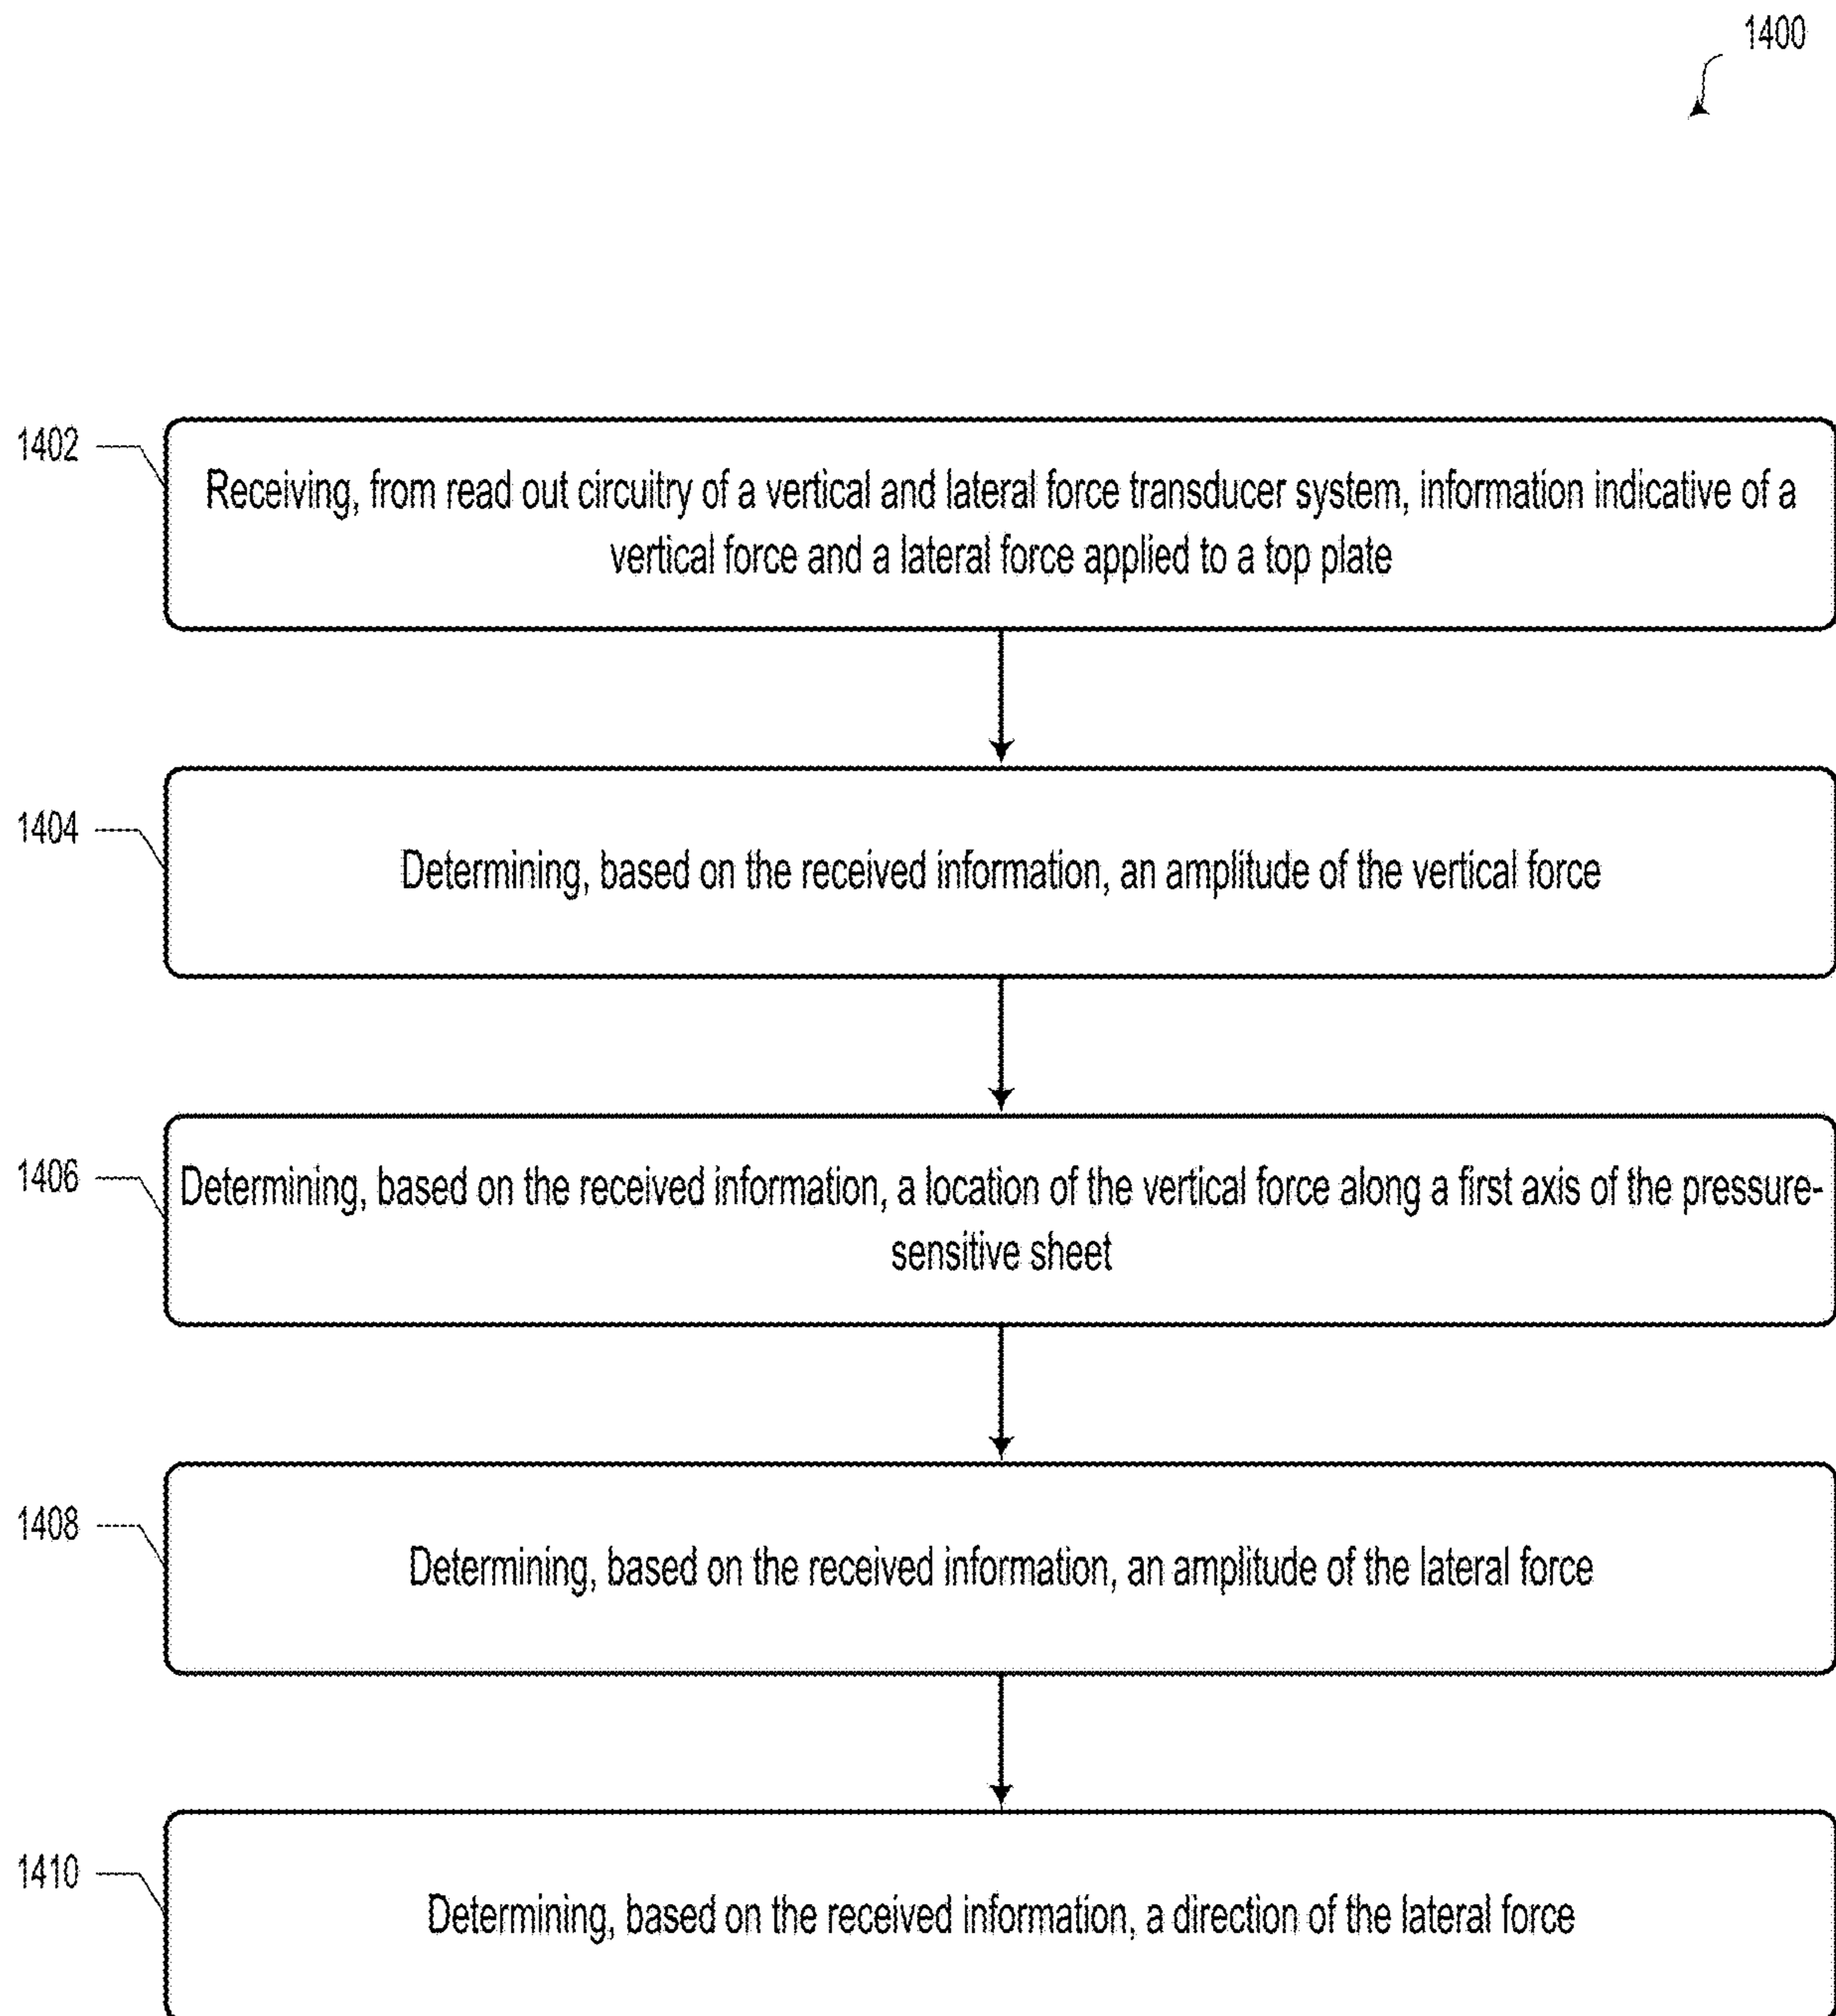 1400
1402
Receiving, from read out circuitry of a vertical and lateral force transducer system, information indicative of a
vertical force and a lateral force applied to a top plate
1404
Determining, based on the received information, an amplitude of the vertical force
1406
Determining, based on the received information, a location of the vertical force along a first axis of the pressure-
sensitive sheet
1408
Determining, based on the received information, an amplitude of the lateral force
1410
Determining, based on the received information, a direction of the lateral force